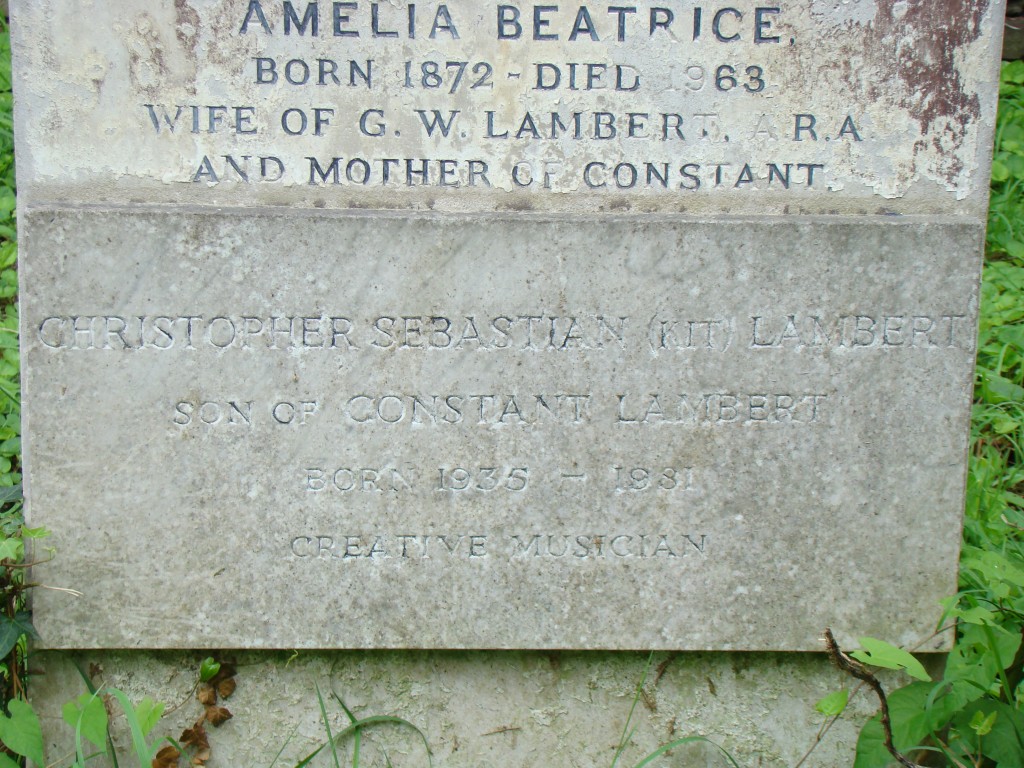 AMELIA BEATRICE,
BORN 1872 - DIED 1963
WIFE OF G. W. LAMBERT, A.R.A.
AND MOTHER OF CONSTANT
CHRISTOPHER SEBASTIAN (KIT) LAMBERT
SON OF CONSTANT LAMBERT
BORN 1935 - 1981
CREATIVE MUSICIAN